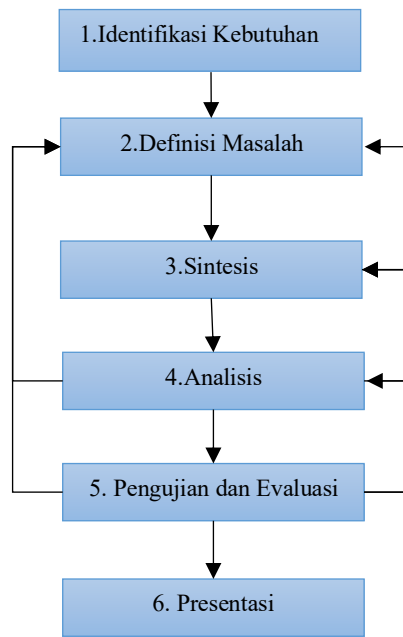 1.Identifikasi Kebutuhan
2.Definisi Masalah
3.Sintesis
4.Analisis
5. Pengujian dan Evaluasi
6. Presentasi